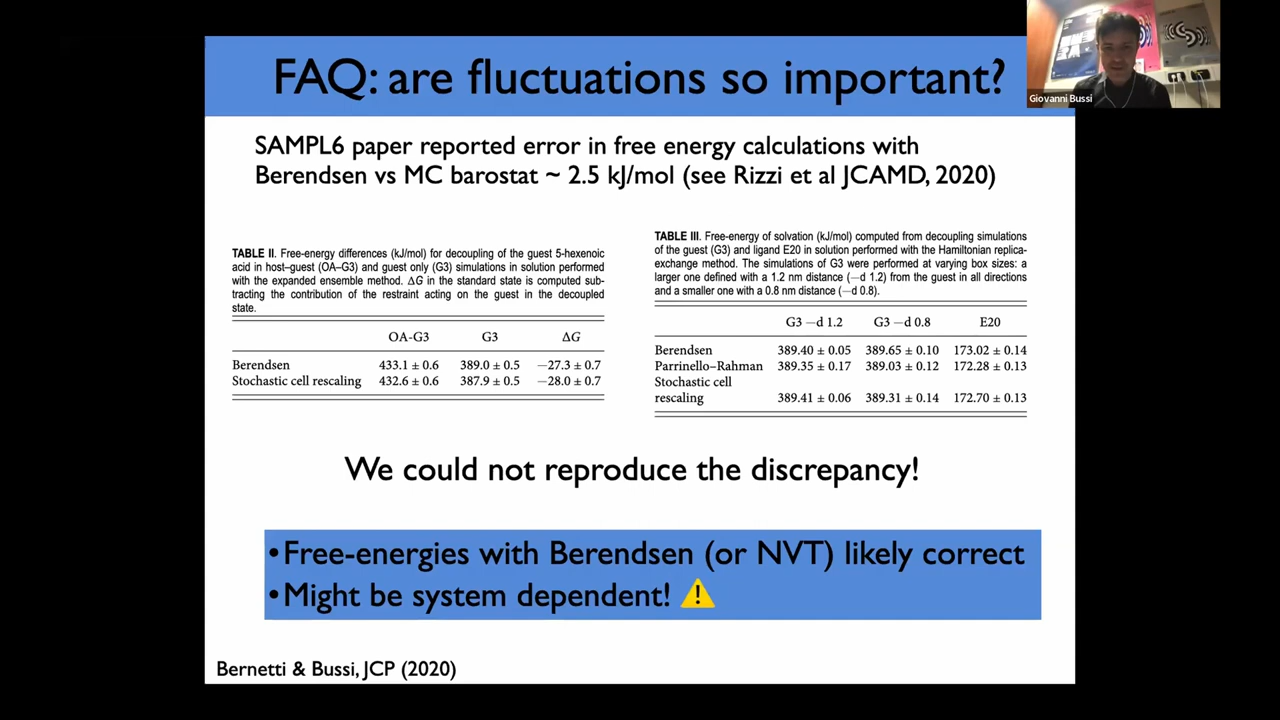 FAQ: are fluctuations so important?
Giovanni Bussi
SAMPL6 paper reported error in free energy calculations with
Berendsen vs MC barostat ~ 2.5 kJ/mol (see Rizzi et al JCAMD, 2020)
TABLE II. Free-energy differences (kJ/mol) for decoupling of the guest 5-hexenoic
acid in host–guest (OA–G3) and guest only (G3) simulations in solution performed
with the expanded ensemble method. ΔG in the standard state is computed sub-
tracting the contribution of the restraint acting on the guest in the decoupled
state.
OA-G3 G3 ΔG
Berendsen 433.1 ± 0.6 389.0 ± 0.5 −27.3 ± 0.7
Stochastic cell rescaling 432.6 ± 0.6 387.9 ± 0.5 −28.0 ± 0.7
TABLE III. Free-energy of solvation (kJ/mol) computed from decoupling simulations
of the guest (G3) and ligand E20 in solution performed with the Hamiltonian replica-
exchange method. The simulations of G3 were performed at varying box sizes: a
larger one defined with a 1.2 nm distance (—d 1.2) from the guest in all directions
and a smaller one with a 0.8 nm distance (—d 0.8).
G3 —d 1.2 G3 —d 0.8 E20
Berendsen 389.40 ± 0.05 389.65 ± 0.10 173.02 ± 0.14
Parrinello–Rahman 389.35 ± 0.17 389.03 ± 0.12 172.28 ± 0.13
Stochastic cell
rescaling 389.41 ± 0.06 389.31 ± 0.14 172.70 ± 0.13
We could not reproduce the discrepancy!
•Free-energies with Berendsen (or NVT) likely correct
•Might be system dependent! ⚠️
Bernetti & Bussi, JCP (2020)